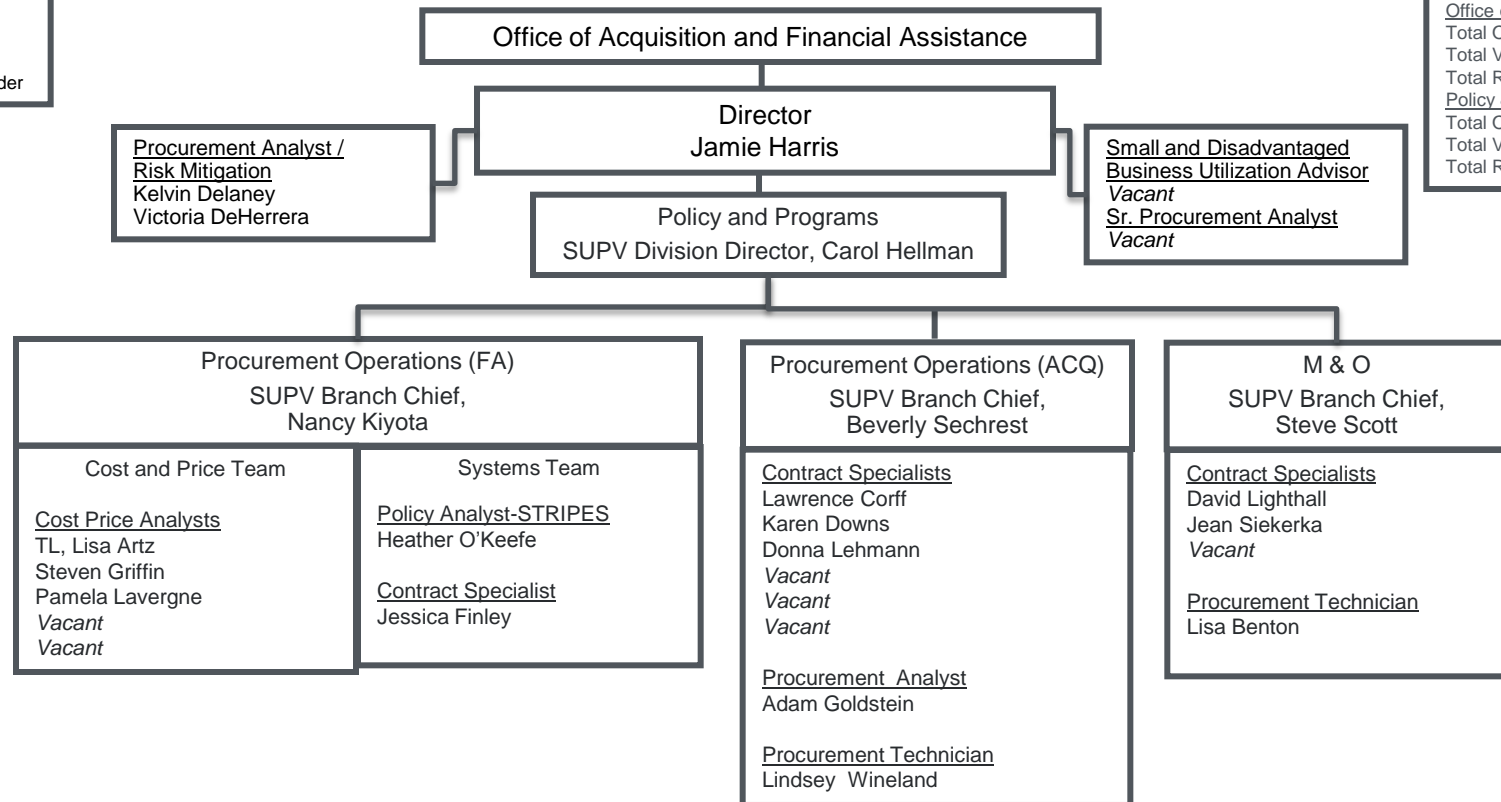 der
Office
Total
Total
Total
Policy
Total
Total
Total
Office of Acquisition and Financial Assistance
Director
Jamie Harris
Procurement Analyst /
Risk Mitigation
Kelvin Delaney
Victoria DeHerrera
Small and Disadvantaged
Business Utilization Advisor
Vacant
Sr. Procurement Analyst
Vacant
Policy and Programs
SUPV Division Director, Carol Hellman
Procurement Operations (FA)
SUPV Branch Chief,
Nancy Kiyota
Cost and Price Team
Cost Price Analysts
TL, Lisa Artz
Steven Griffin
Pamela Lavergne
Vacant
Vacant
Systems Team
Policy Analyst-STRIPES
Heather O’Keefe
Contract Specialist
Jessica Finley
Procurement Operations (ACQ)
SUPV Branch Chief,
Beverly Sechrest
Contract Specialists
Lawrence Corff
Karen Downs
Donna Lehmann
Vacant
Vacant
Vacant
Procurement Analyst
Adam Goldstein
Procurement Technician
Lindsey Wineland
M & O
SUPV Branch Chief,
Steve Scott
Contract Specialists
David Lighthall
Jean Siekerka
Vacant
Procurement Technician
Lisa Benton